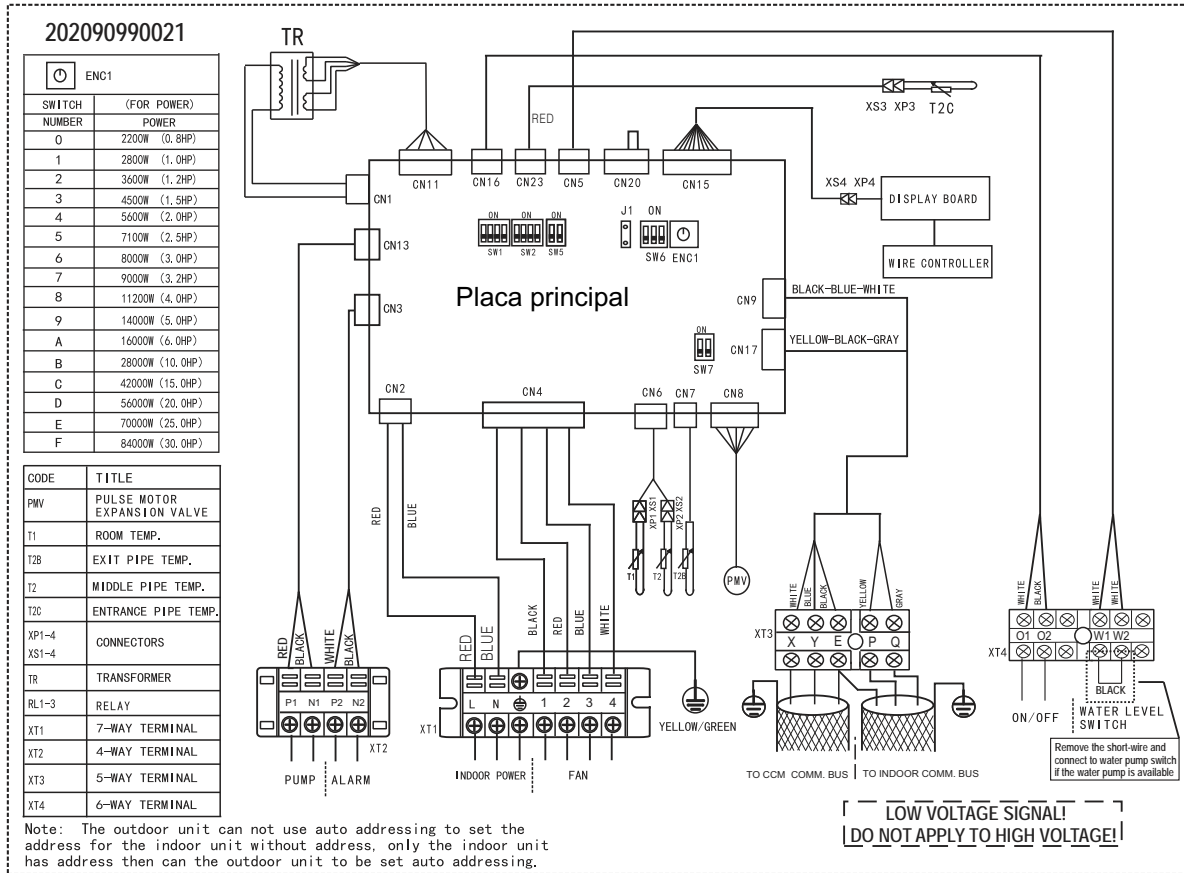 202090990021
TR
ENC1
SWITCH (FOR POWER)
NUMBER POWER
0 2200W (0.8HP)
1 2800W (1.0HP)
2 3600W (1.2HP)
3 4500W (1.5HP)
4 5600W (2.0HP)
5 7100W (2.5HP)
6 8000W (3.0HP)
7 9000W (3.2HP)
8 11200W (4.0HP)
9 14000W (5.0HP)
A 16000W (6.0HP)
B 28000W (10.0HP)
C 42000W (15.0HP)
D 56000W (20.0HP)
E 70000W (25.0HP)
F 84000W (30.0HP)
CODE TITLE
PMV PULSE MOTOR
EXPANSION VALVE
T1 ROOM TEMP.
T2B EXIT PIPE TEMP.
T2 MIDDLE PIPE TEMP.
T2C ENTRANCE PIPE TEMP.
XP1-4
XS1-4
CONNECTORS
TR TRANSFORMER
RL1-3 RELAY
XT1 7-WAY TERMINAL
XT2 4-WAY TERMINAL
XT3 5-WAY TERMINAL
XT4 6-WAY TERMINAL
RED
XS3 XP3 T2C
CN11 CN16 CN23 CN5 CN20 CN15
CN1
XS4 XP4
DISPLAY BOARD
WIRE CONTROLLER
ON ON ON
SW1 SW2 SW5
J1 ON
SW6 ENC1
CN13
CN3
Placa principal
CN9
BLACK-BLUE-WHITE
CN17
YELLOW-BLACK-GRAY
ON
SW7
CN2 CN4 CN6 CN7 CN8
RED BLUE
XP1 XS1
XP2 XS2
T1 T2 T2B
PMV
RED BLACK WHITE BLACK
P1 N1 P2 N2
XT2
PUMP ALARM
RED BLUE BLACK RED BLUE WHITE
L N 1 2 3 4
XT1
INDOOR POWER FAN
YELLOW/GREEN
WHITE BLUE BLACK YELLOW GRAY
XT3
X Y E P Q
TO CCM COMM. BUS TO INDOOR COMM. BUS
WHITE BLACK WHITE WHITE
O1 O2 W1 W2
XT4
BLACK
ON/OFF
WATER LEVEL
SWITCH
Remove the short-wire and
connect to water pump switch
if the water pump is available
LOW VOLTAGE SIGNAL!
DO NOT APPLY TO HIGH VOLTAGE!
Note: The outdoor unit can not use auto addressing to set the
address for the indoor unit without address, only the indoor unit
has address then can the outdoor unit to be set auto addressing.